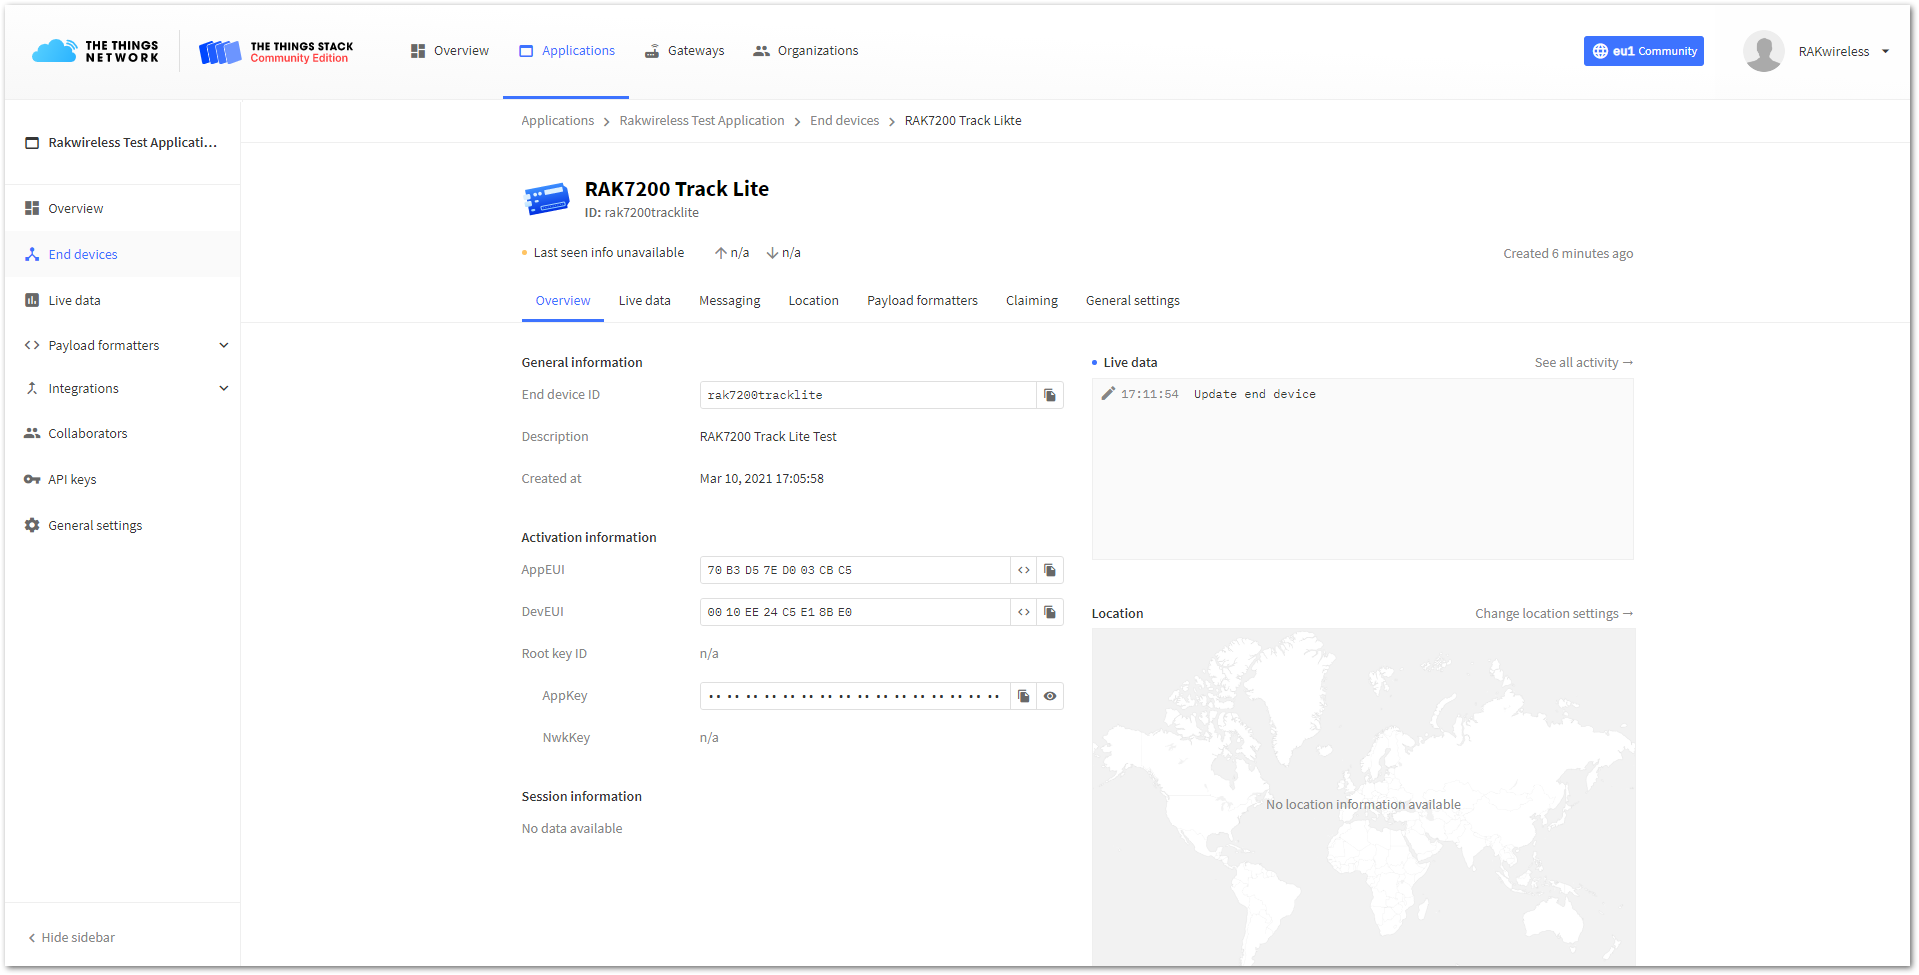 THE THINGS
NETWORK
THE THINGS STACK
Community Edition
Overview
Applications
Gateways
Organizations
eu1 Community
RAKwireless
Rakwireless Test Applicati...
Overview
End devices
Live data
Payload formatters
Integrations
Collaborators
API keys
General settings
Hide sidebar
Applications > Rakwireless Test Application > End devices > RAK7200 Track Likte
RAK7200 Track Lite
ID: rak7200tracklite
Last seen info unavailable ↑ n/a ↓ n/a
Created 6 minutes ago
Overview
Live data
Messaging
Location
Payload formatters
Claiming
General settings
General information
End device ID rak7200tracklite
Description RAK7200 Track Lite Test
Created at Mar 10, 2021 17:05:58
Activation information
AppEUI 70 B3 D5 7E D0 03 CB C5
DevEUI 00 10 EE 24 C5 E1 8B E0
Root key ID n/a
AppKey •• •• •• •• •• •• •• •• •• •• •• •• •• •• •• ••
NwkKey n/a
Session information
No data available
Live data
See all activity →
17:11:54 Update end device
Location
Change location settings →
No location information available